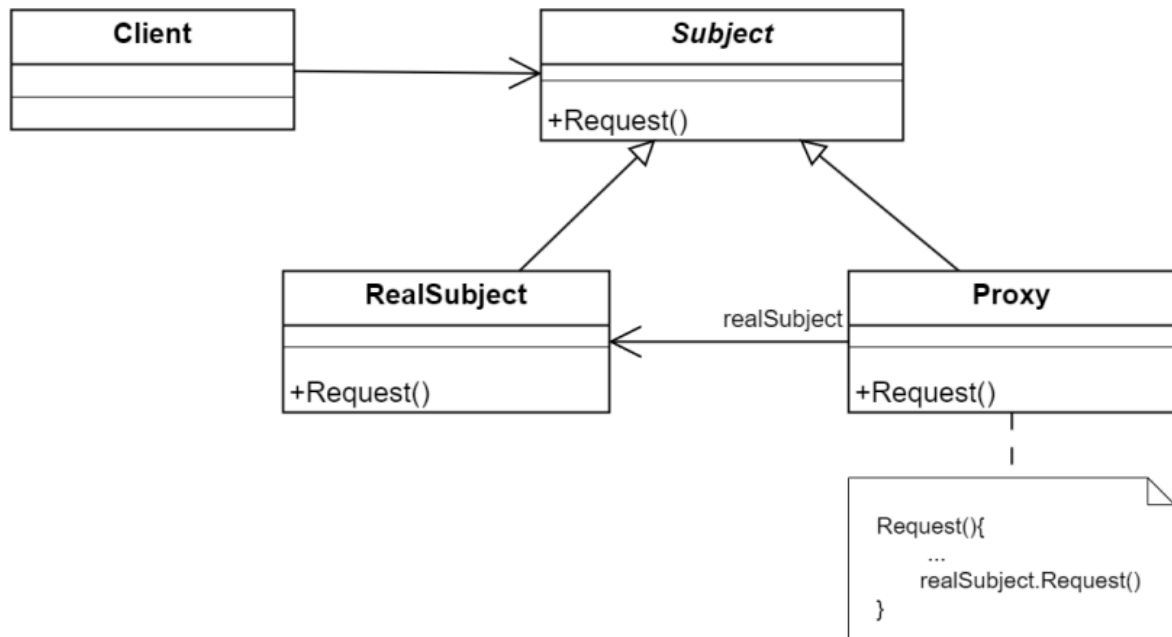 Client
Subject
+Request()
RealSubject
+Request()
realSubject
Proxy
+Request()
Request(){
...
realSubject.Request()
}